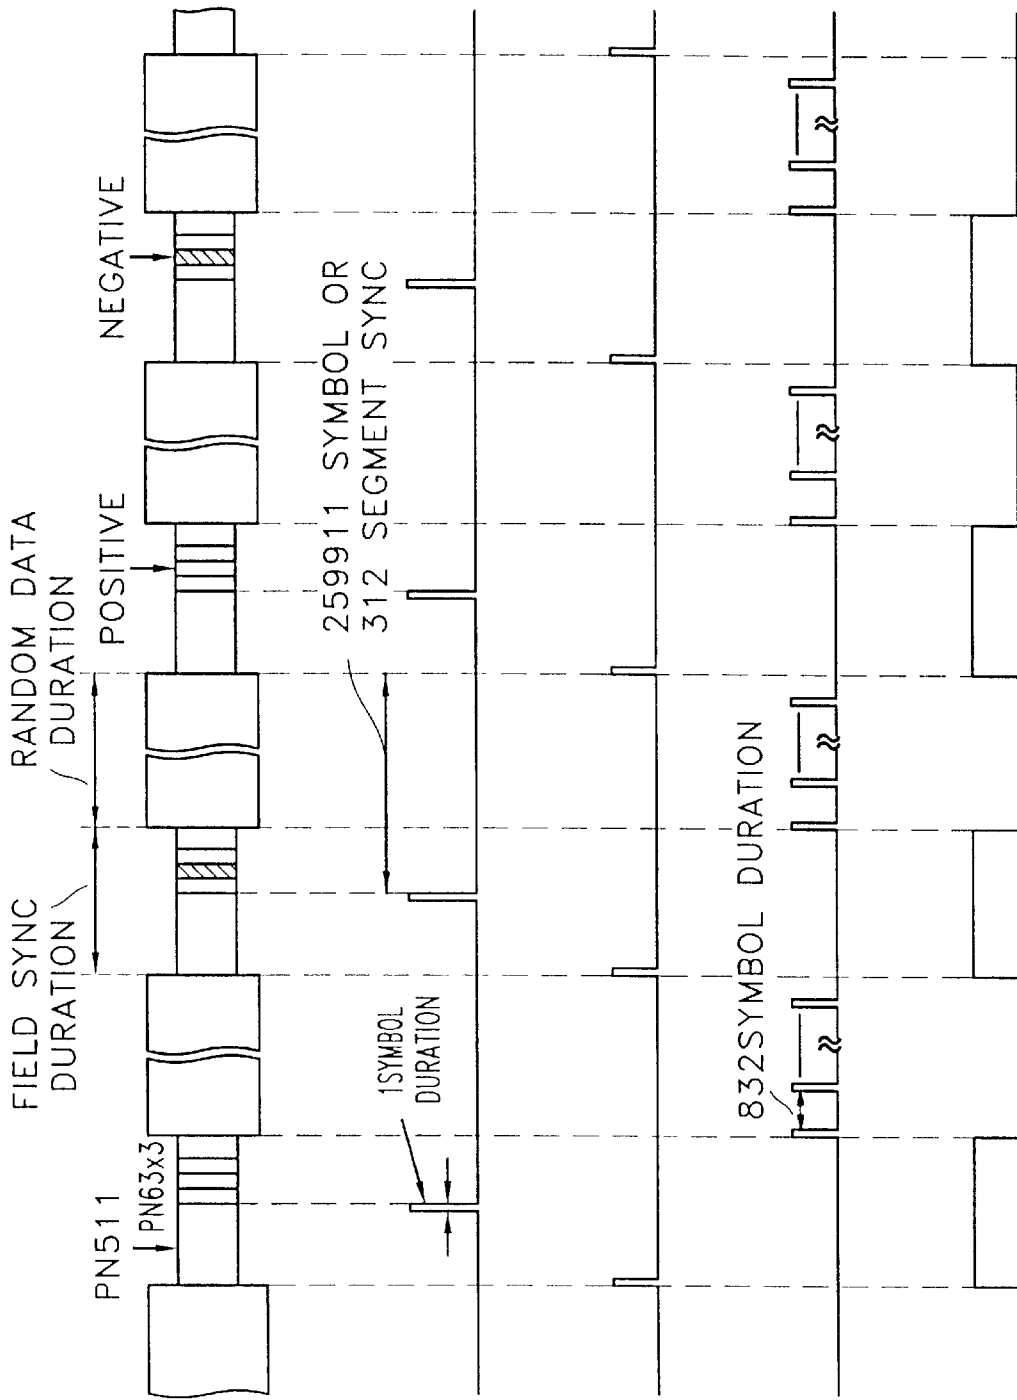 FIELD SYNC
DURATION
RANDOM DATA
DURATION
PN511
PN63x3
POSITIVE
NEGATIVE
1SYMBOL
DURATION
259911 SYMBOL OR
312 SEGMENT SYNC
832SYMBOL DURATION